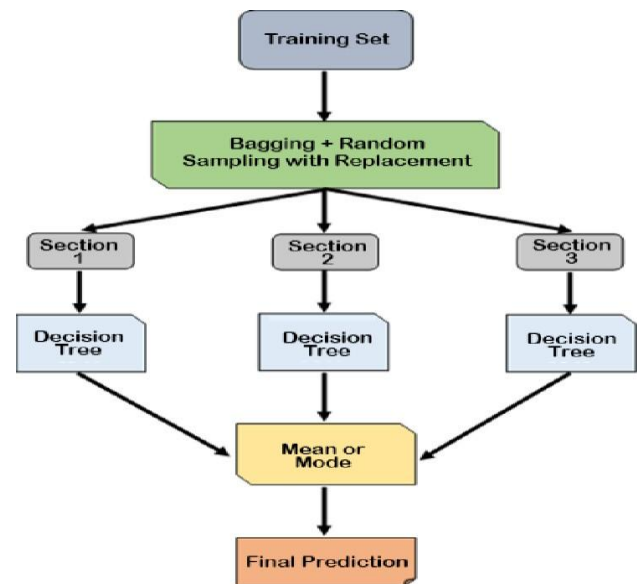 Training Set
Bagging + Random
Sampling with Replacement
Section
1
Section
2
Section
3
Decision
Tree
Decision
Tree
Decision
Tree
Mean or
Mode
Final Prediction